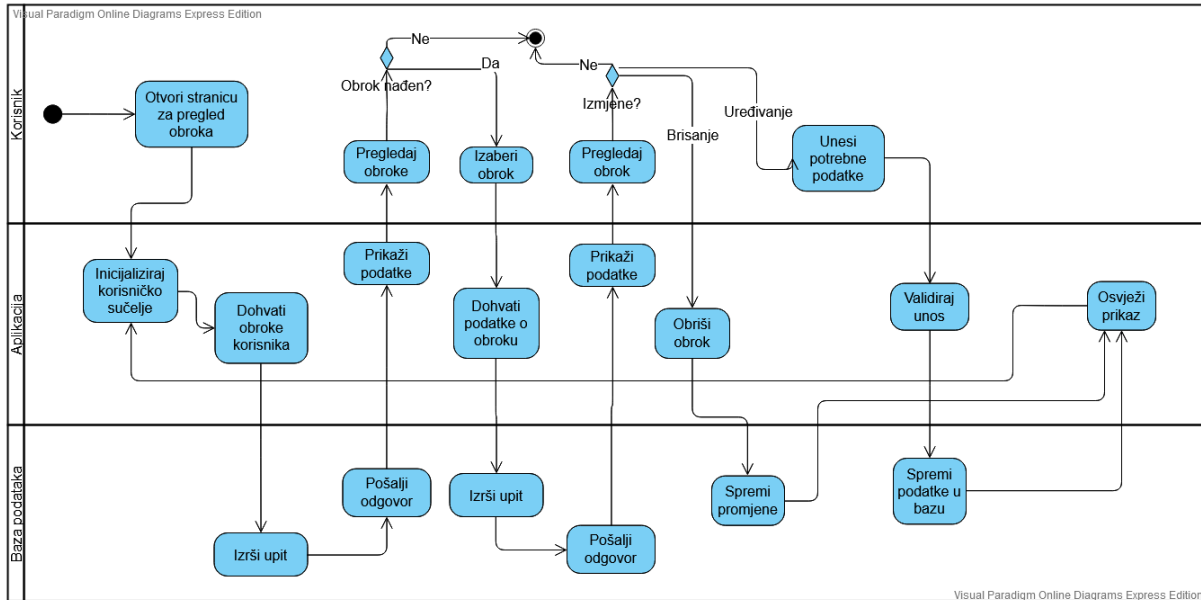 Visual Paradigm Online Diagrams Express Edition
Korisnik
Otvori stranicu
za pregled
obroka
Obrok nađen?
Ne
Da
Pregledaj
obroke
Izaberi
obrok
Ne
Izmjene?
Pregledaj
obrok
Brisanje
Uređivanje
Unesi
potrebne
podatke
Aplikacija
Inicijaliziraj
korisničko
sučelje
Dohvati
obroke
korisnika
Prikaži
podatke
Dohvati
podatke o
obroku
Prikaži
podatke
Obriši
obrok
Validiraj
unos
Osvježi
prikaz
Baza podataka
Izrši upit
Pošalji
odgovor
Izrši upit
Pošalji
odgovor
Spremi
promjene
Spremi
podatke u
bazu
Visual Paradigm Online Diagrams Express Edition